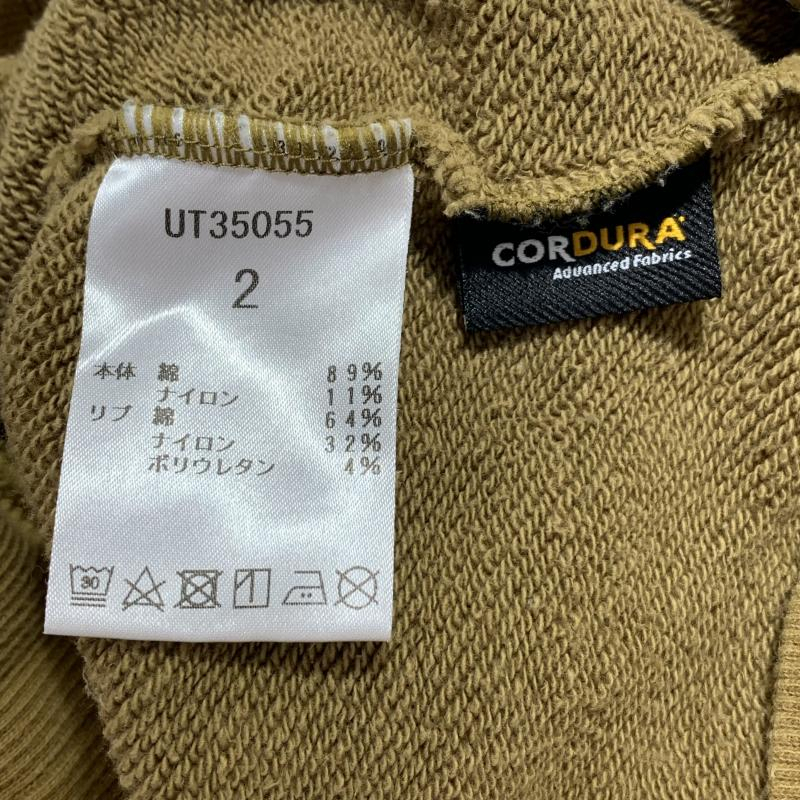 UT35055
2
本体 綿 89%
ナイロン 11%
リブ 綿 64%
ナイロン 32%
ポリウレタン 4%
30
CORDURA
Advanced Fabrics